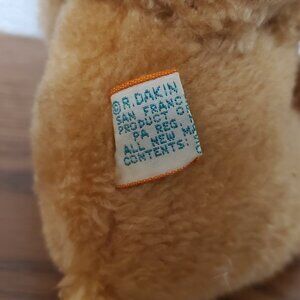 ©R.DAKIN
SAN FRANC
PRODUCT O
PA REG.
ALL NEW M
CONTENTS: